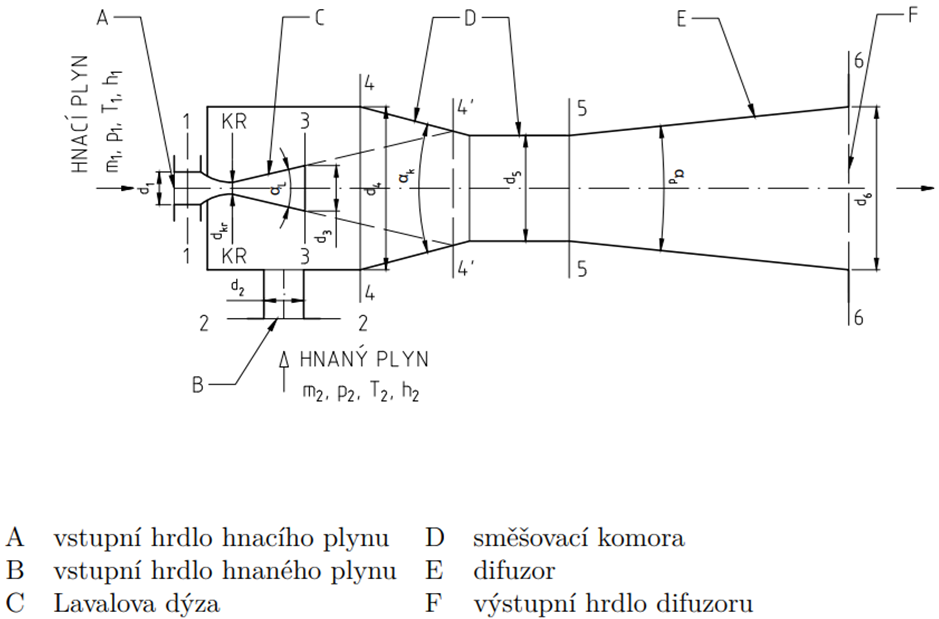 A C D E F
6
4 4' 5
HNACÍ PLYN
m₁, p₁, T₁, h₁
1 KR 3
d₁ dkr αL d₃ d₄ αk d₅ d₆
1 KR 3 4' 5
d₂ 4
2 2 6
HNANÝ PLYN
B
m₂, p₂, T₂, h₂
A vstupní hrdlo hnacího plynu D směšovací komora
B vstupní hrdlo hnaného plynu E difuzor
C Lavalova dýza F výstupní hrdlo difuzoru